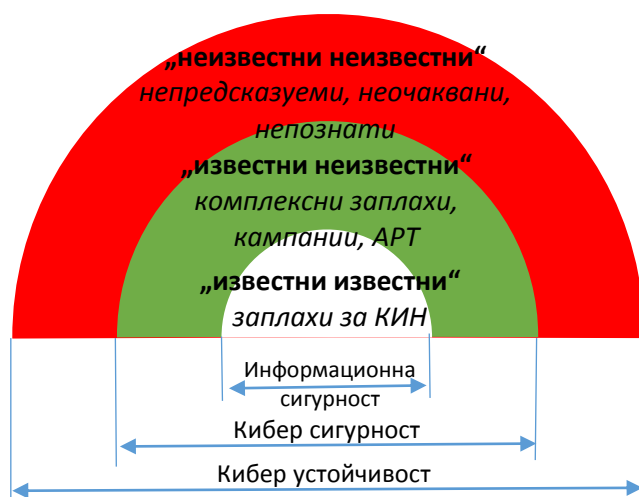 „неизвестни неизвестни“
непредсказуеми, неочаквани,
непознати
„известни неизвестни“
комплексни заплахи,
кампании, АРТ
„известни известни“
заплахи за КИН
Информационна
сигурност
Кибер сигурност
Кибер устойчивост